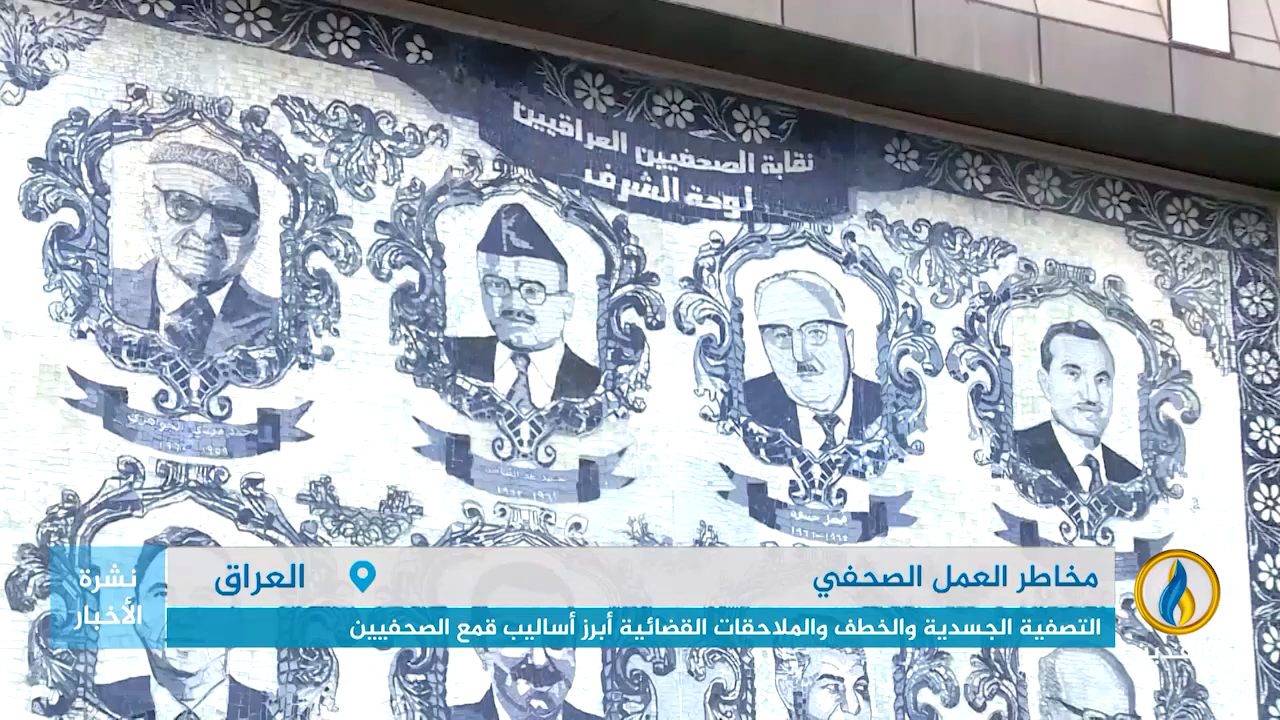 نقابة الصحفيين العراقيين
لوحة الشرف
الجواهري
مخاطر العمل الصحفي
العراق
التصفية الجسدية والخطف والملاحقات القضائية أبرز أساليب قمع الصحفيين
نشرة
الأخبار